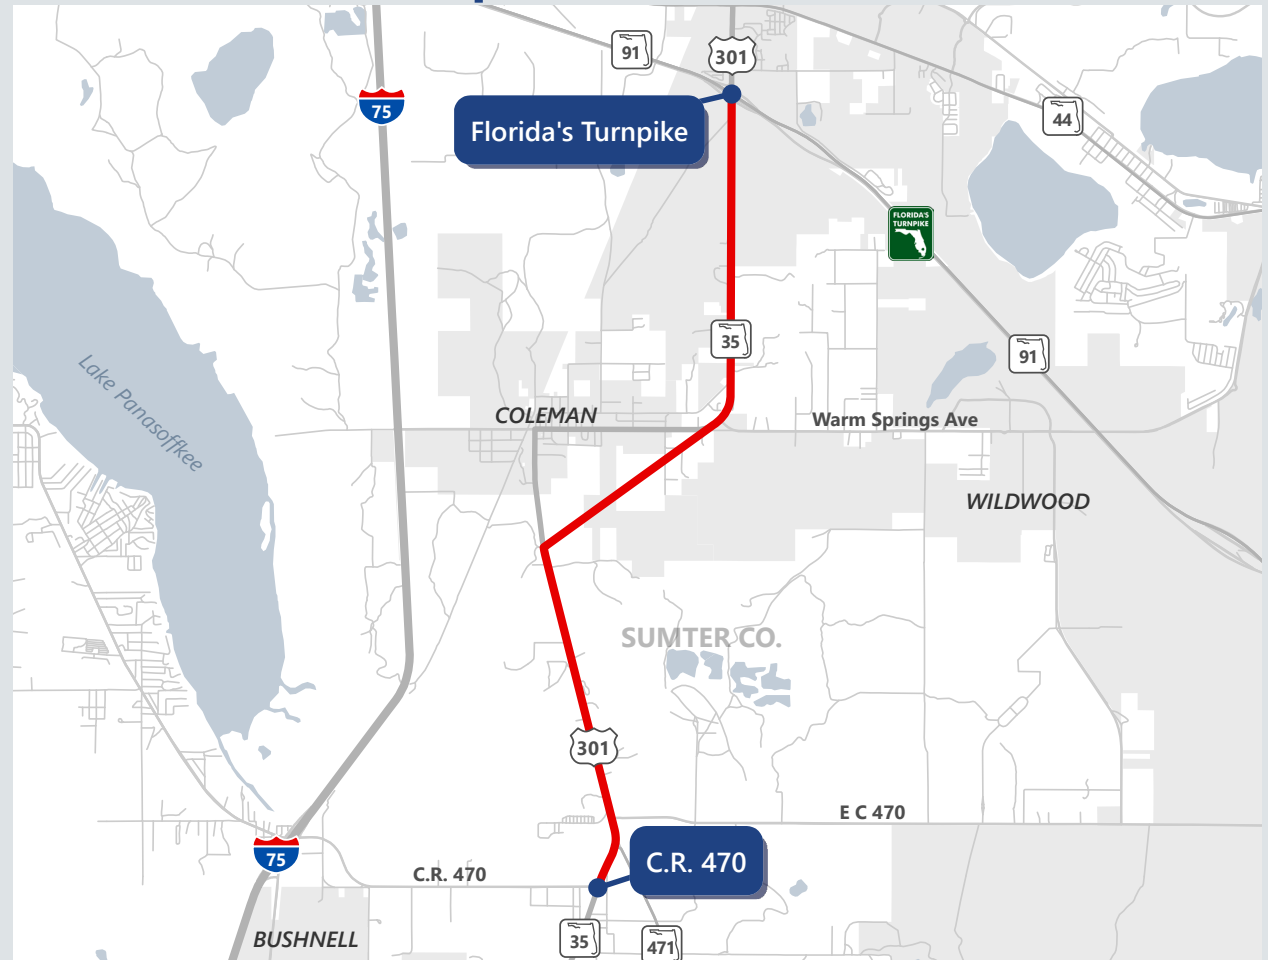 91
301
75
44
Florida's Turnpike
FLORIDA'S
TURNPIKE
35
91
Lake Panasoffkee
COLEMAN
Warm Springs Ave
WILDWOOD
SUMTER CO.
301
E C 470
75
C.R. 470
C.R. 470
BUSHNELL
35
471